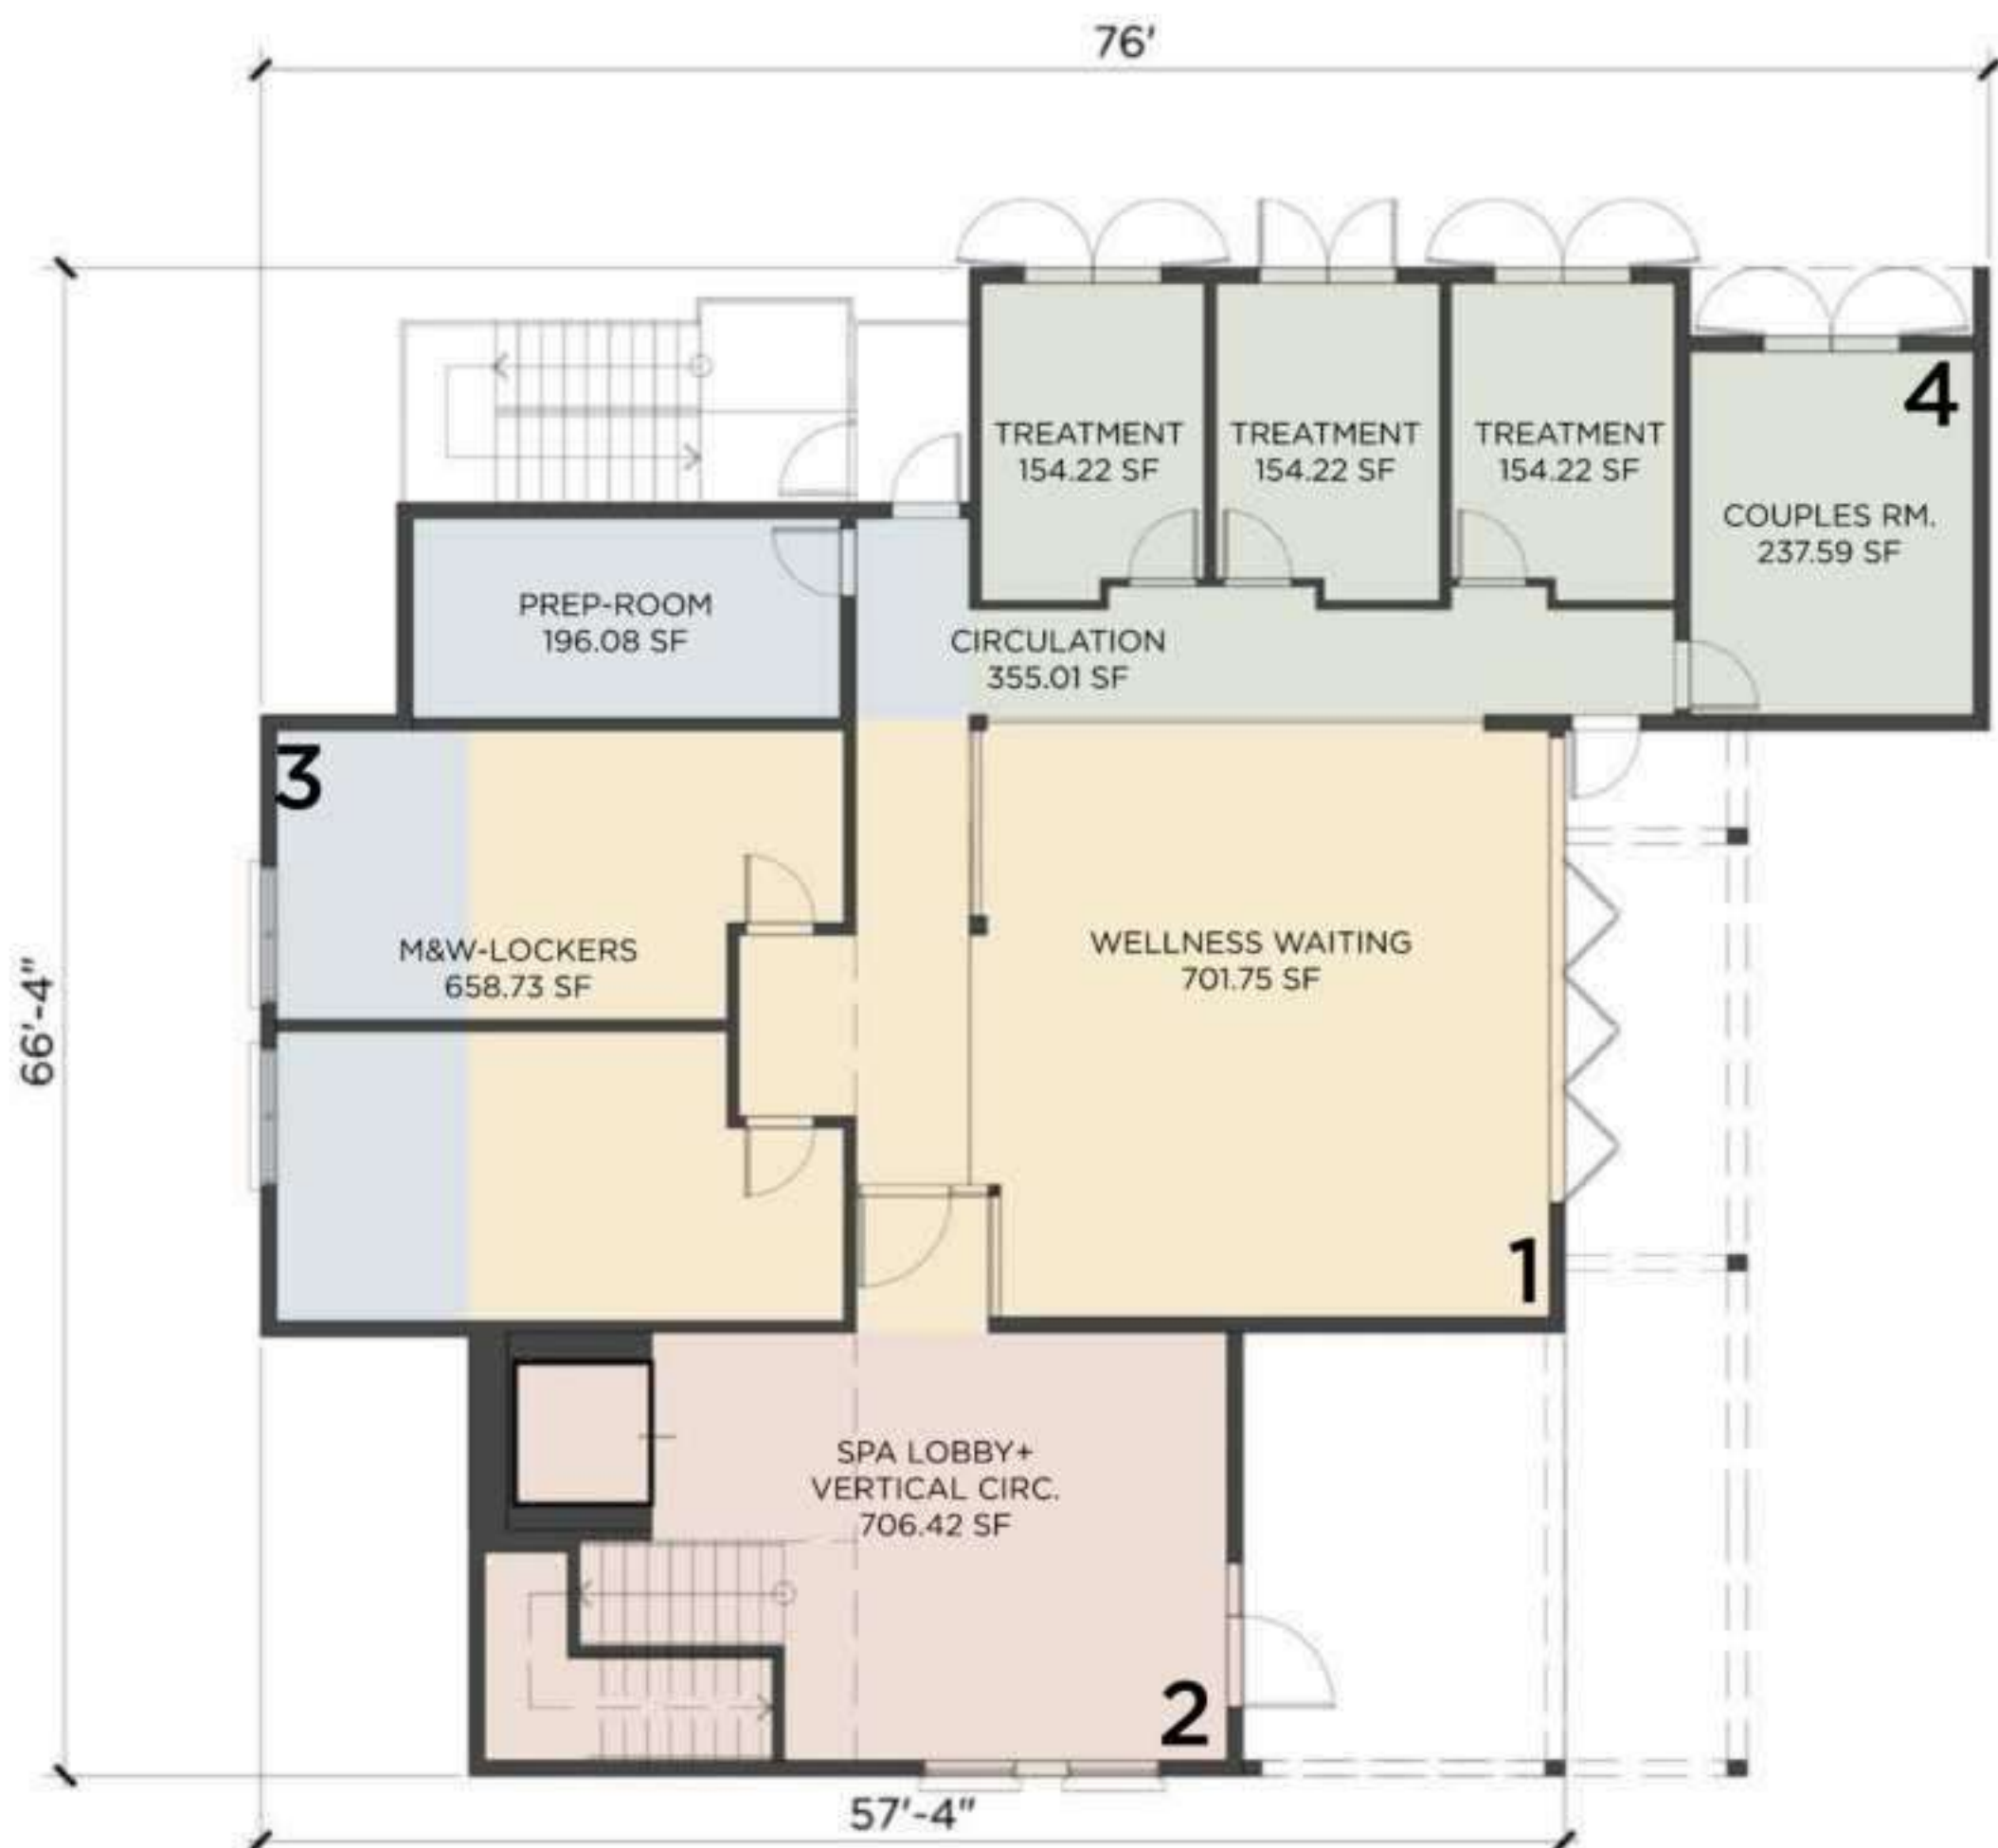 76'
4
TREATMENT
154.22 SF
TREATMENT
154.22 SF
TREATMENT
154.22 SF
COUPLES RM.
237.59 SF
PREP-ROOM
196.08 SF
CIRCULATION
355.01 SF
3
M&W-LOCKERS
658.73 SF
WELLNESS WAITING
701.75 SF
66'-4"
1
SPA LOBBY+
VERTICAL CIRC.
706.42 SF
2
57'-4"